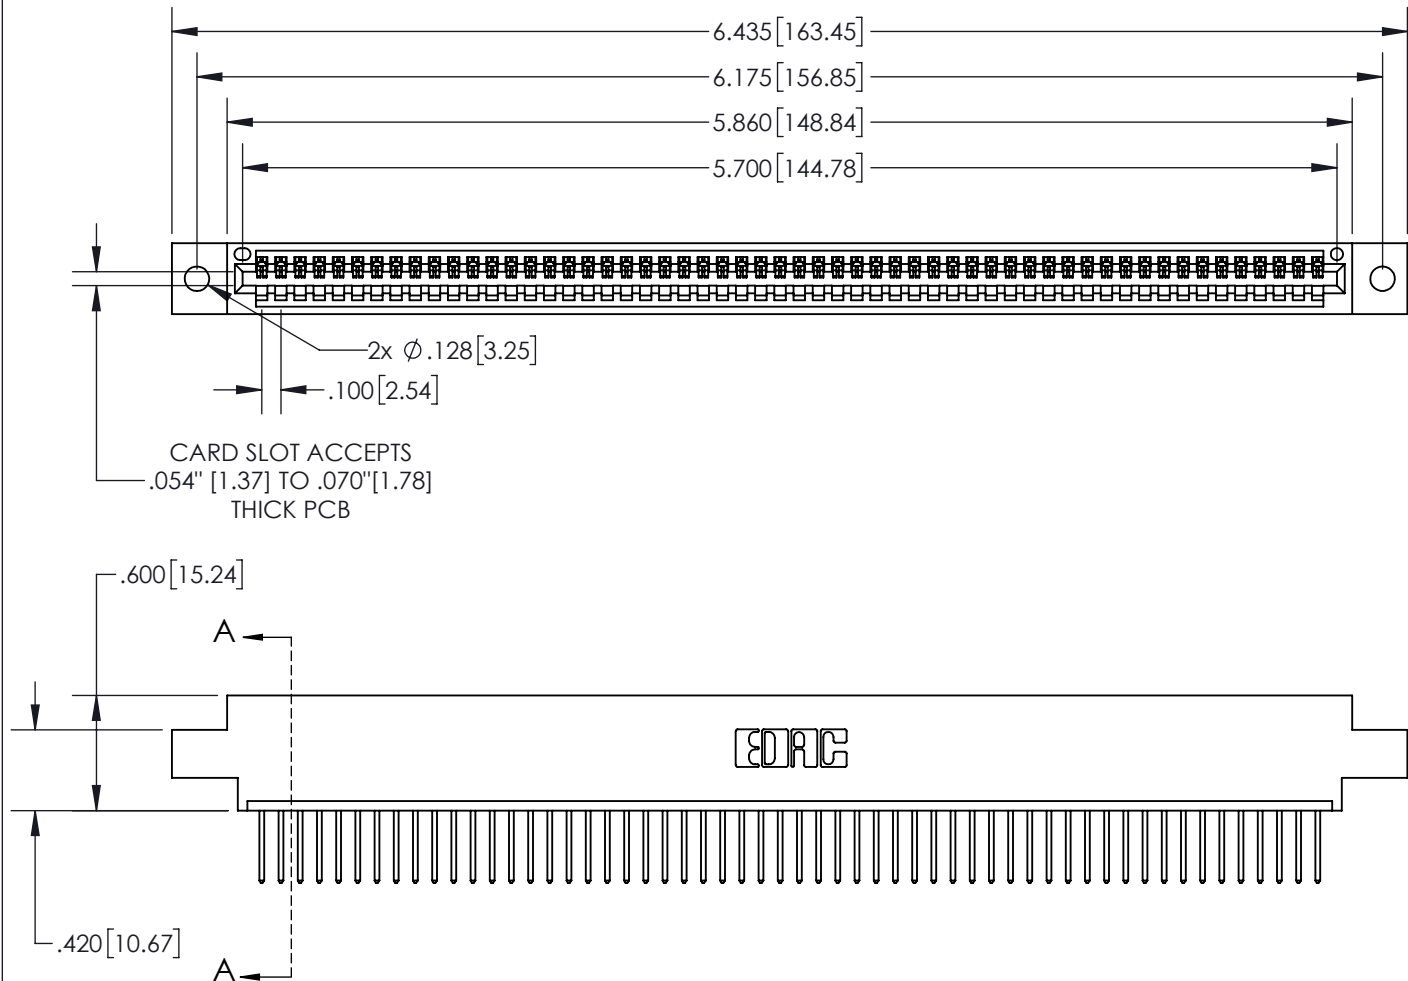 6.435[163.45]
6.175[156.85]
5.860[148.84]
5.700[144.78]
2x Ø.128[3.25]
.100[2.54]
CARD SLOT ACCEPTS
.054" [1.37] TO .070"[1.78]
THICK PCB
.600[15.24]
A
EDAC
.420[10.67]
A